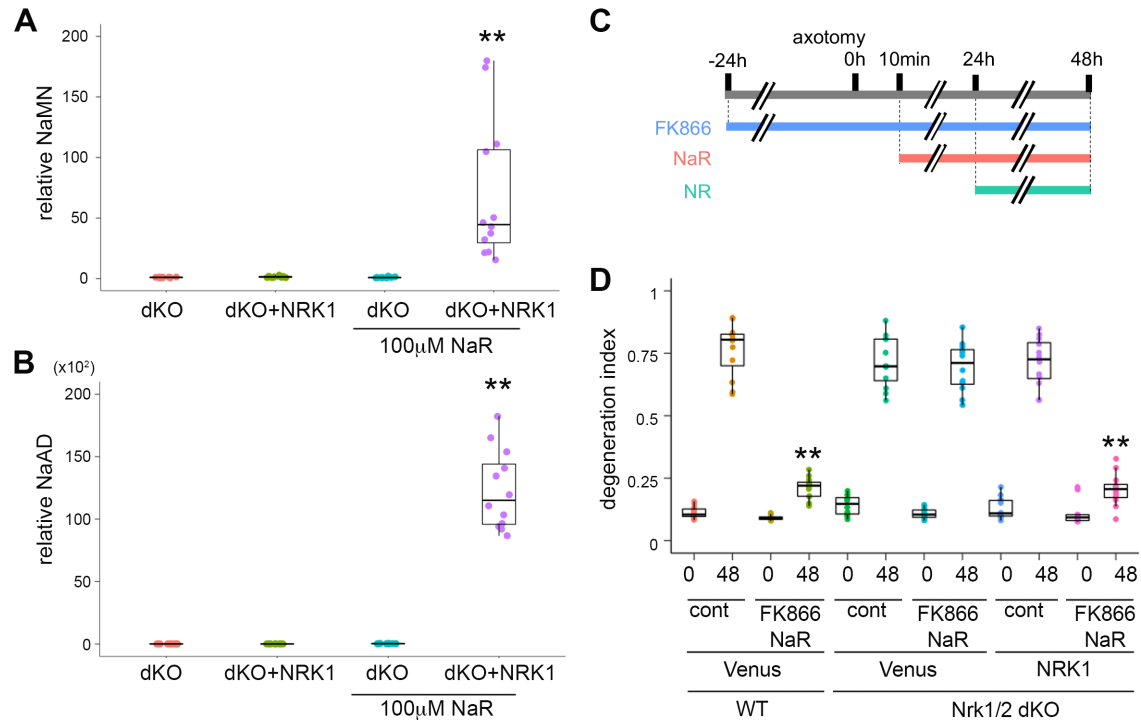 A
relative NaMN
200
150
100
50
0
**
dKO dKO+NRK1 dKO dKO+NRK1
100μM NaR
B
(x10²)
relative NaAD
200
150
100
50
0
**
dKO dKO+NRK1 dKO dKO+NRK1
100μM NaR
C
axotomy
-24h 0h 10min 24h 48h
FK866
NaR
NR
D
degeneration index
1
0.75
0.5
0.25
0
** **
0 48 0 48 0 48 0 48 0 48 0 48
cont FK866 cont FK866 cont FK866
NaR NaR NaR
Venus Venus NRK1
WT Nrk1/2 dKO